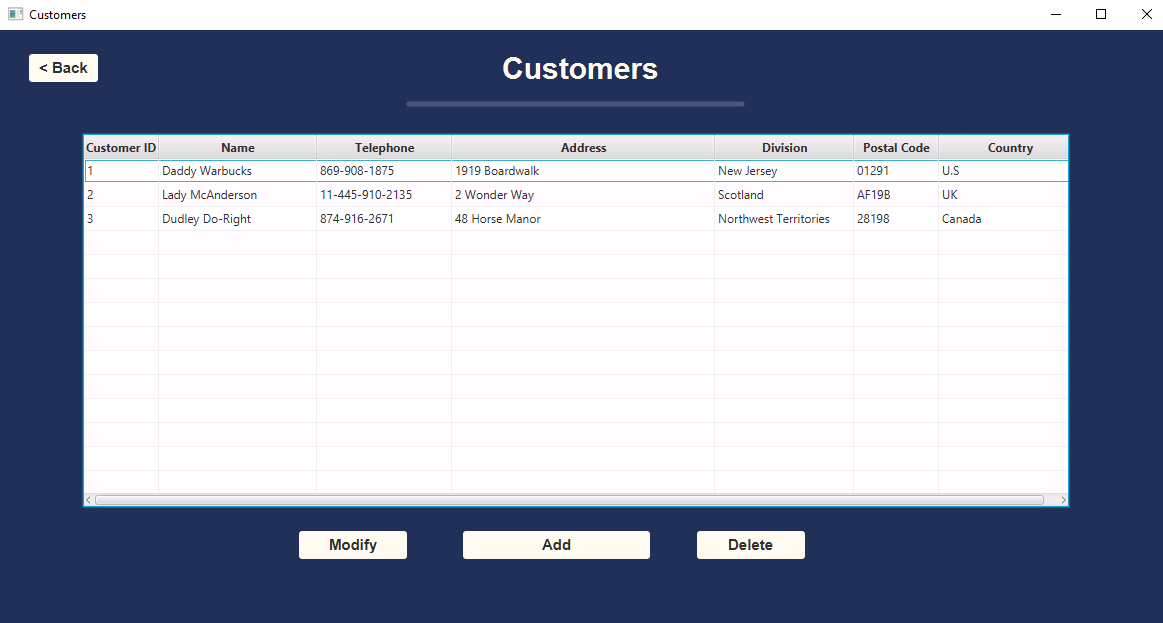 Customers
< Back
Customers
Customer ID Name Telephone Address Division Postal Code Country
1 Daddy Warbucks 869-908-1875 1919 Boardwalk New Jersey 01291 U.S
2 Lady McAnderson 11-445-910-2135 2 Wonder Way Scotland AF19B UK
3 Dudley Do-Right 874-916-2671 48 Horse Manor Northwest Territories 28198 Canada
Modify Add Delete